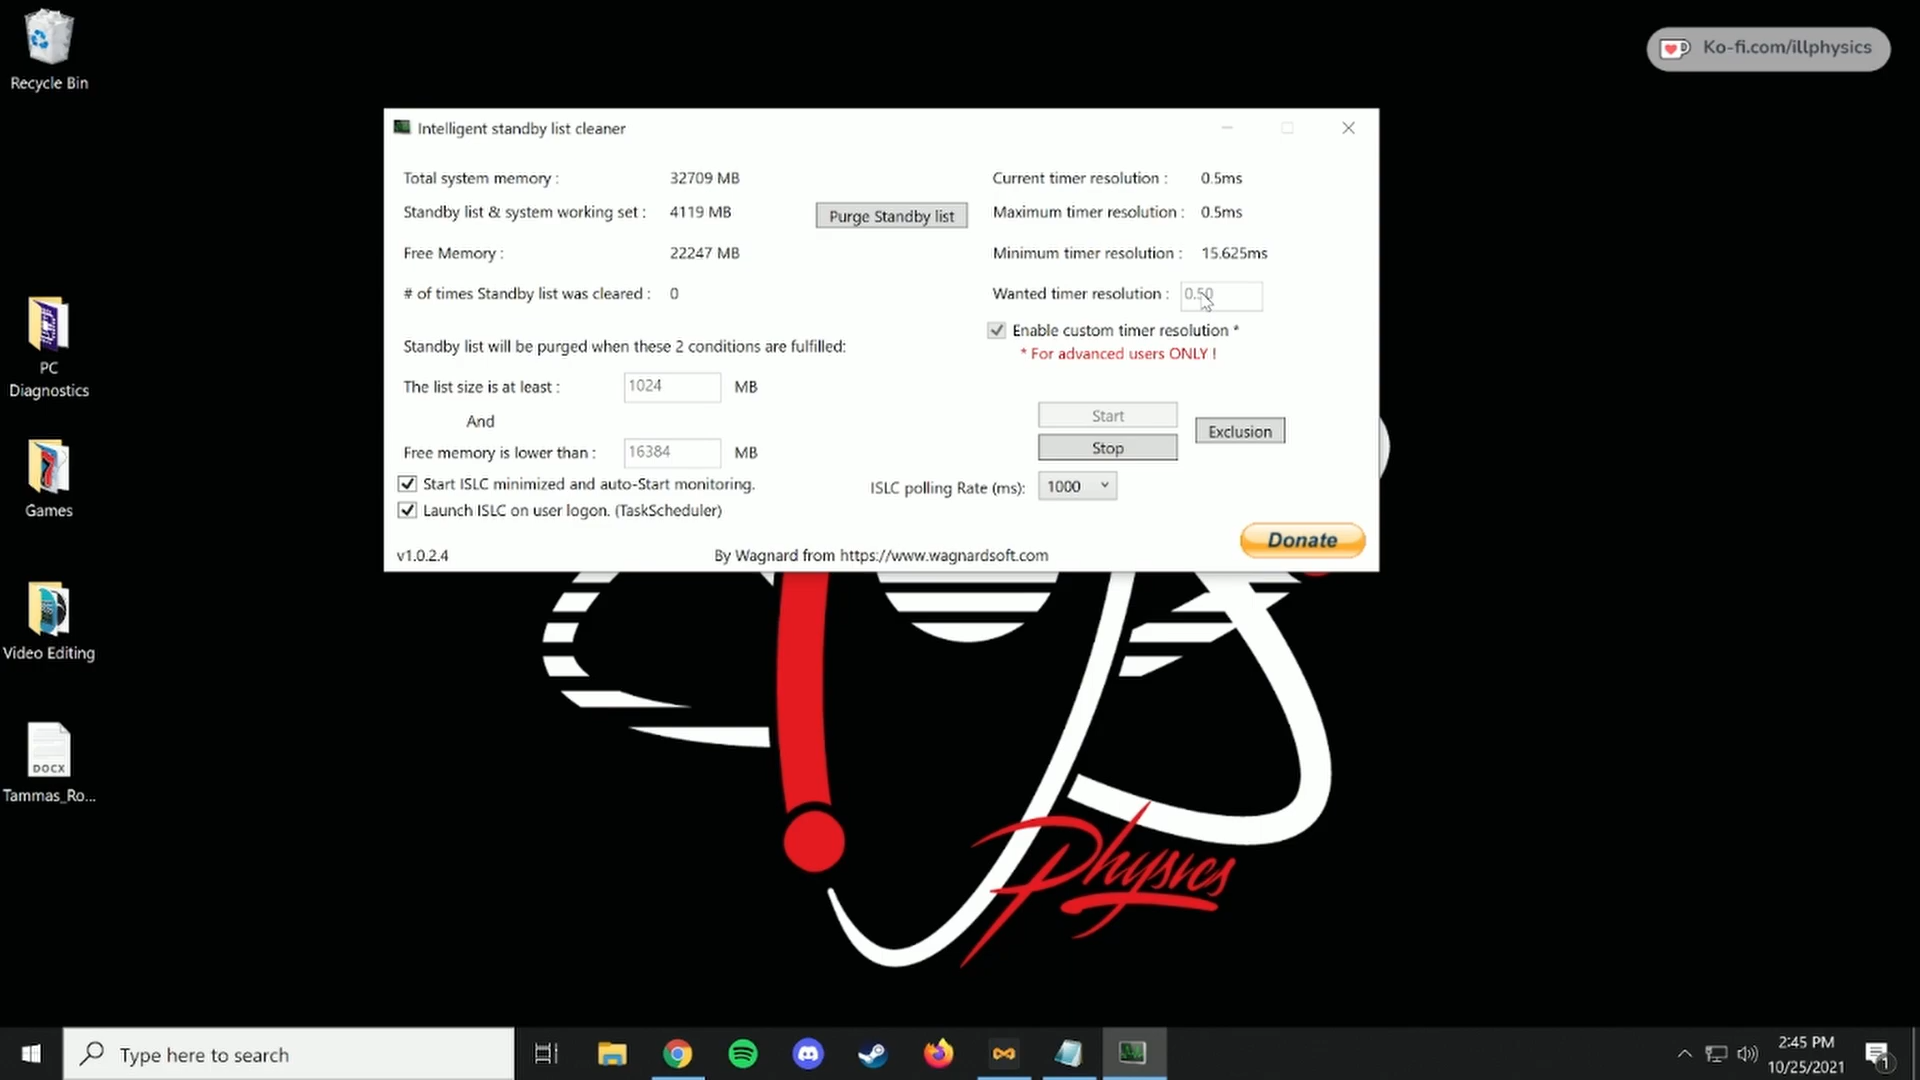 Recycle Bin
Ko-fi.com/illphysics
Intelligent standby list cleaner
Total system memory : 32709 MB
Standby list & system working set : 4119 MB
Purge Standby list
Free Memory : 22247 MB
# of times Standby list was cleared : 0
Standby list will be purged when these 2 conditions are fulfilled:
The list size is at least : 1024 MB
And
Free memory is lower than : 16384 MB
Start ISLC minimized and auto-Start monitoring.
Launch ISLC on user logon. (TaskScheduler)
Current timer resolution : 0.5ms
Maximum timer resolution : 0.5ms
Minimum timer resolution : 15.625ms
Wanted timer resolution : 0.50
Enable custom timer resolution *
* For advanced users ONLY !
Start
Stop
Exclusion
ISLC polling Rate (ms): 1000
Donate
v1.0.2.4
By Wagnard from https://www.wagnardsoft.com
PC
Diagnostics
Games
Video Editing
DOCX
Tammas_Ro...
Physics
Type here to search
2:45 PM
10/25/2021
1